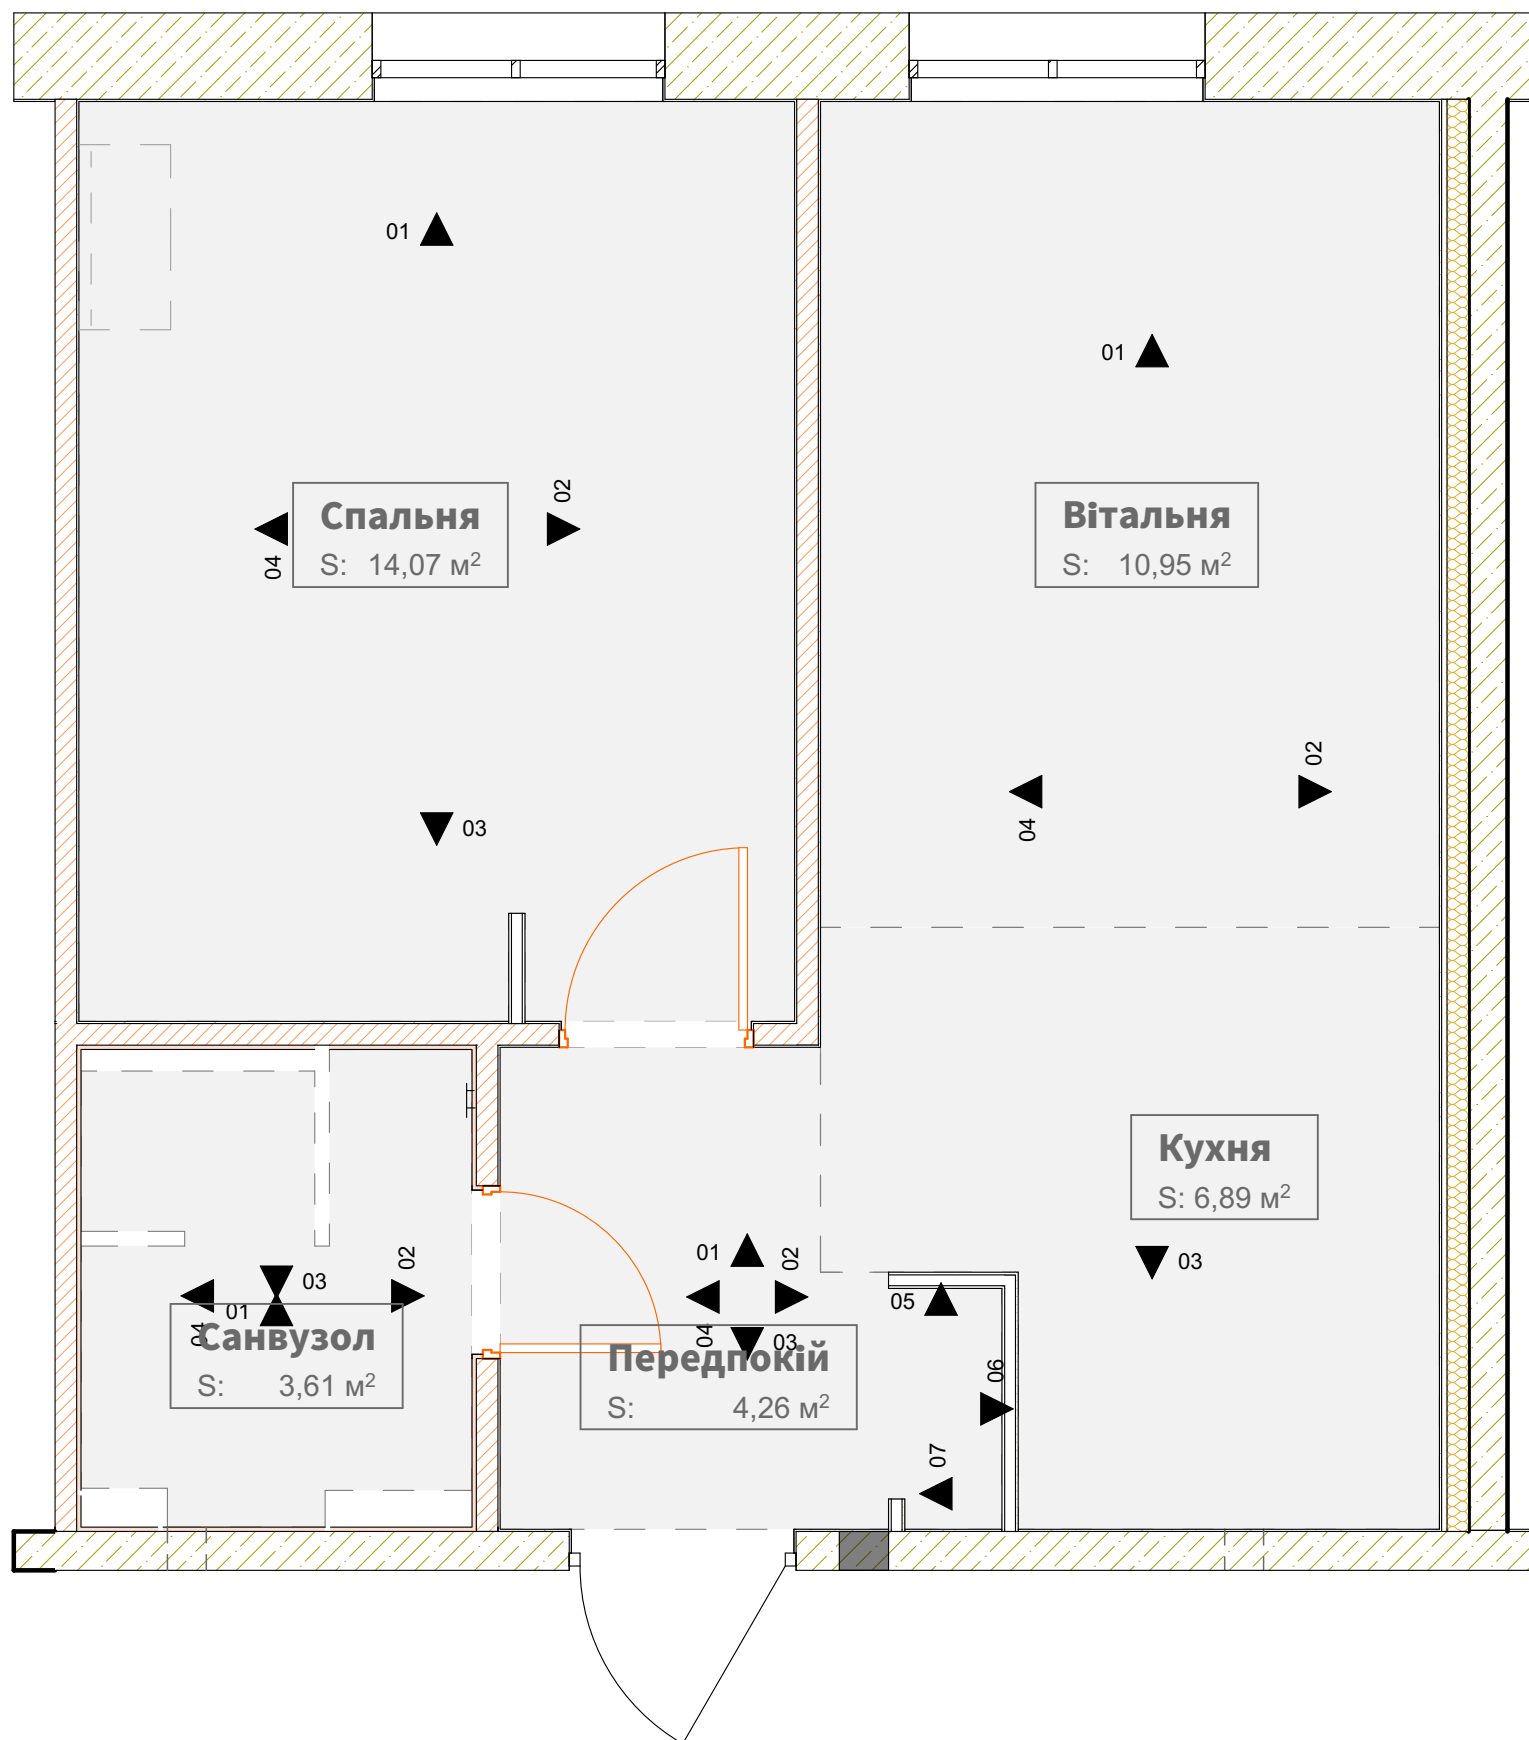 01
01
02
Спальня
S: 14,07 м²
04
Вітальня
S: 10,95 м²
02
04
03
Кухня
S: 6,89 м²
03
02
03
01
04
Санвузол
S: 3,61 м²
01
02
04
03
Передпокій
S: 4,26 м²
05
06
07